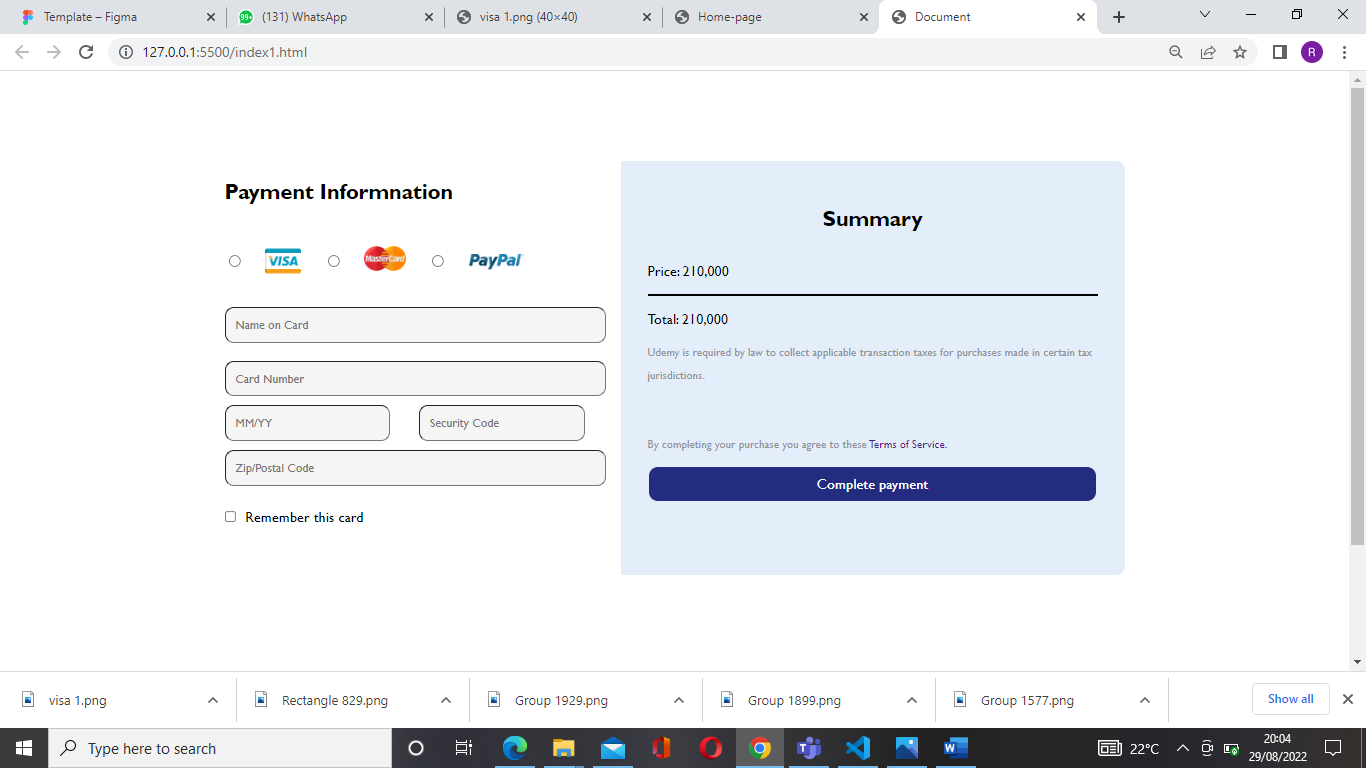 Template – Figma
(131) WhatsApp
visa 1.png (40×40)
Home-page
Document
127.0.0.1:5500/index1.html
R
Payment Informnation
VISA
MasterCard
PayPal
Name on Card
Card Number
MM/YY
Security Code
Zip/Postal Code
Remember this card
Summary
Price: 210,000
Total: 210,000
Udemy is required by law to collect applicable transaction taxes for purchases made in certain tax
jurisdictions.
By completing your purchase you agree to these Terms of Service.
Complete payment
visa 1.png
Rectangle 829.png
Group 1929.png
Group 1899.png
Group 1577.png
Show all
Type here to search
22°C
20:04
29/08/2022